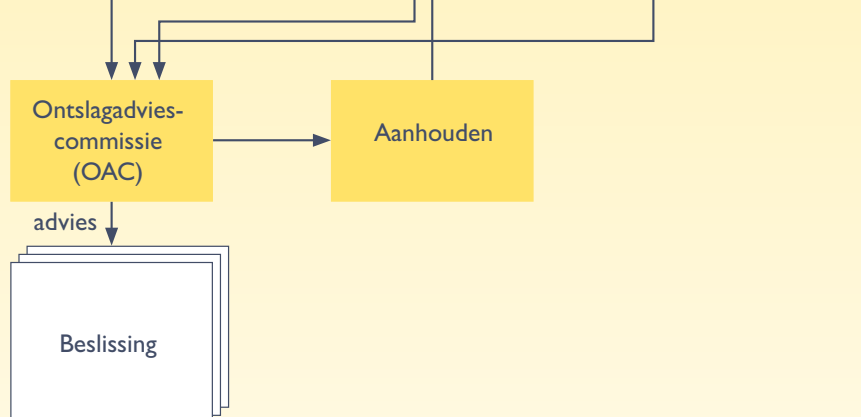 Ontslagadvies-
commissie
(OAC)
Aanhouden
advies
Beslissing